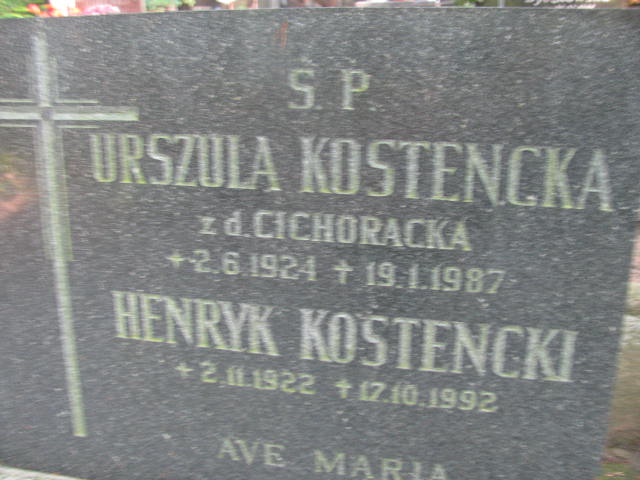 Ś. P.
URSZULA KOSTENCKA
z d. CICHORACKA
+ 2.6.1924 + 19.1.1987
HENRYK KOSTENCKI
+ 2.11.1922 + 17.10.1992
AVE MARIA